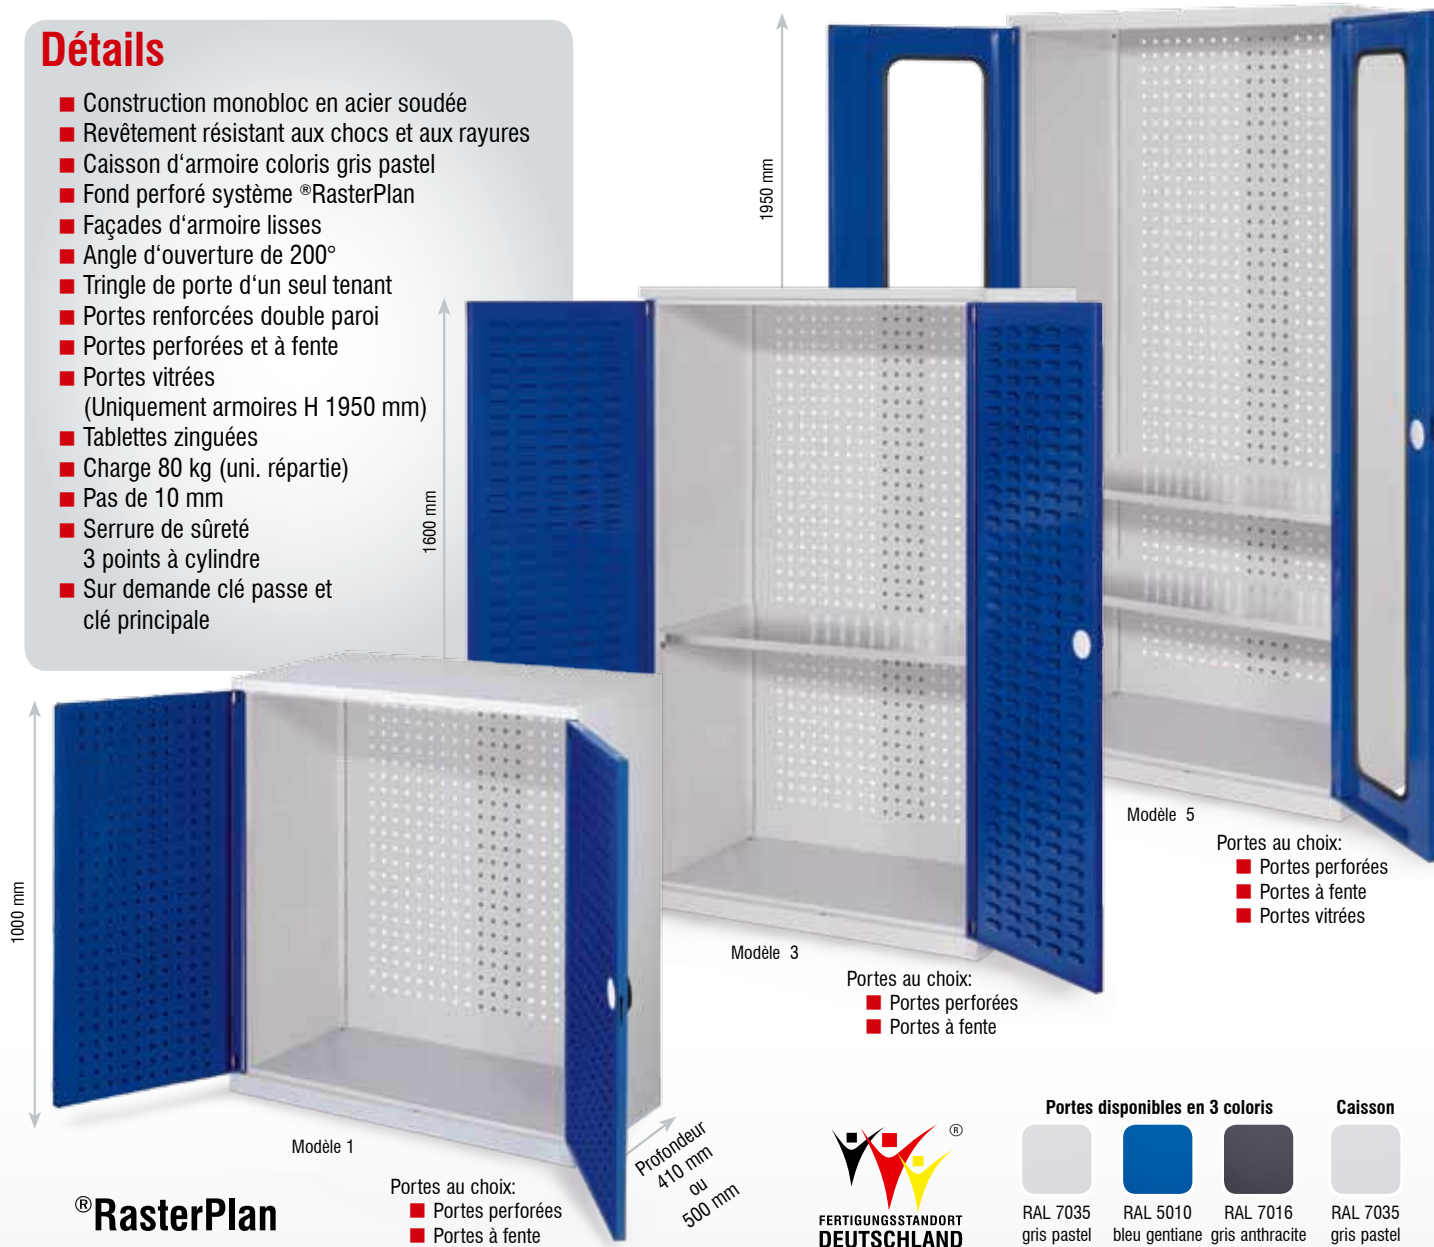 Détails
■ Construction monobloc en acier soudée
■ Revêtement résistant aux chocs et aux rayures
■ Caisson d‘armoire coloris gris pastel
■ Fond perforé système ®RasterPlan
■ Façades d‘armoire lisses
■ Angle d‘ouverture de 200°
■ Tringle de porte d‘un seul tenant
■ Portes renforcées double paroi
■ Portes perforées et à fente
■ Portes vitrées
(Uniquement armoires H 1950 mm)
■ Tablettes zinguées
■ Charge 80 kg (uni. répartie)
■ Pas de 10 mm
■ Serrure de sûreté
3 points à cylindre
■ Sur demande clé passe et
clé principale
1950 mm
1600 mm
1000 mm
Modèle 5
Portes au choix:
■ Portes perforées
■ Portes à fente
■ Portes vitrées
Modèle 3
Portes au choix:
■ Portes perforées
■ Portes à fente
Modèle 1
Portes au choix:
■ Portes perforées
■ Portes à fente
Profondeur
410 mm
ou
500 mm
®RasterPlan
®
FERTIGUNGSSTANDORT
DEUTSCHLAND
Portes disponibles en 3 coloris
RAL 7035
gris pastel
RAL 5010
bleu gentiane
RAL 7016
gris anthracite
Caisson
RAL 7035
gris pastel